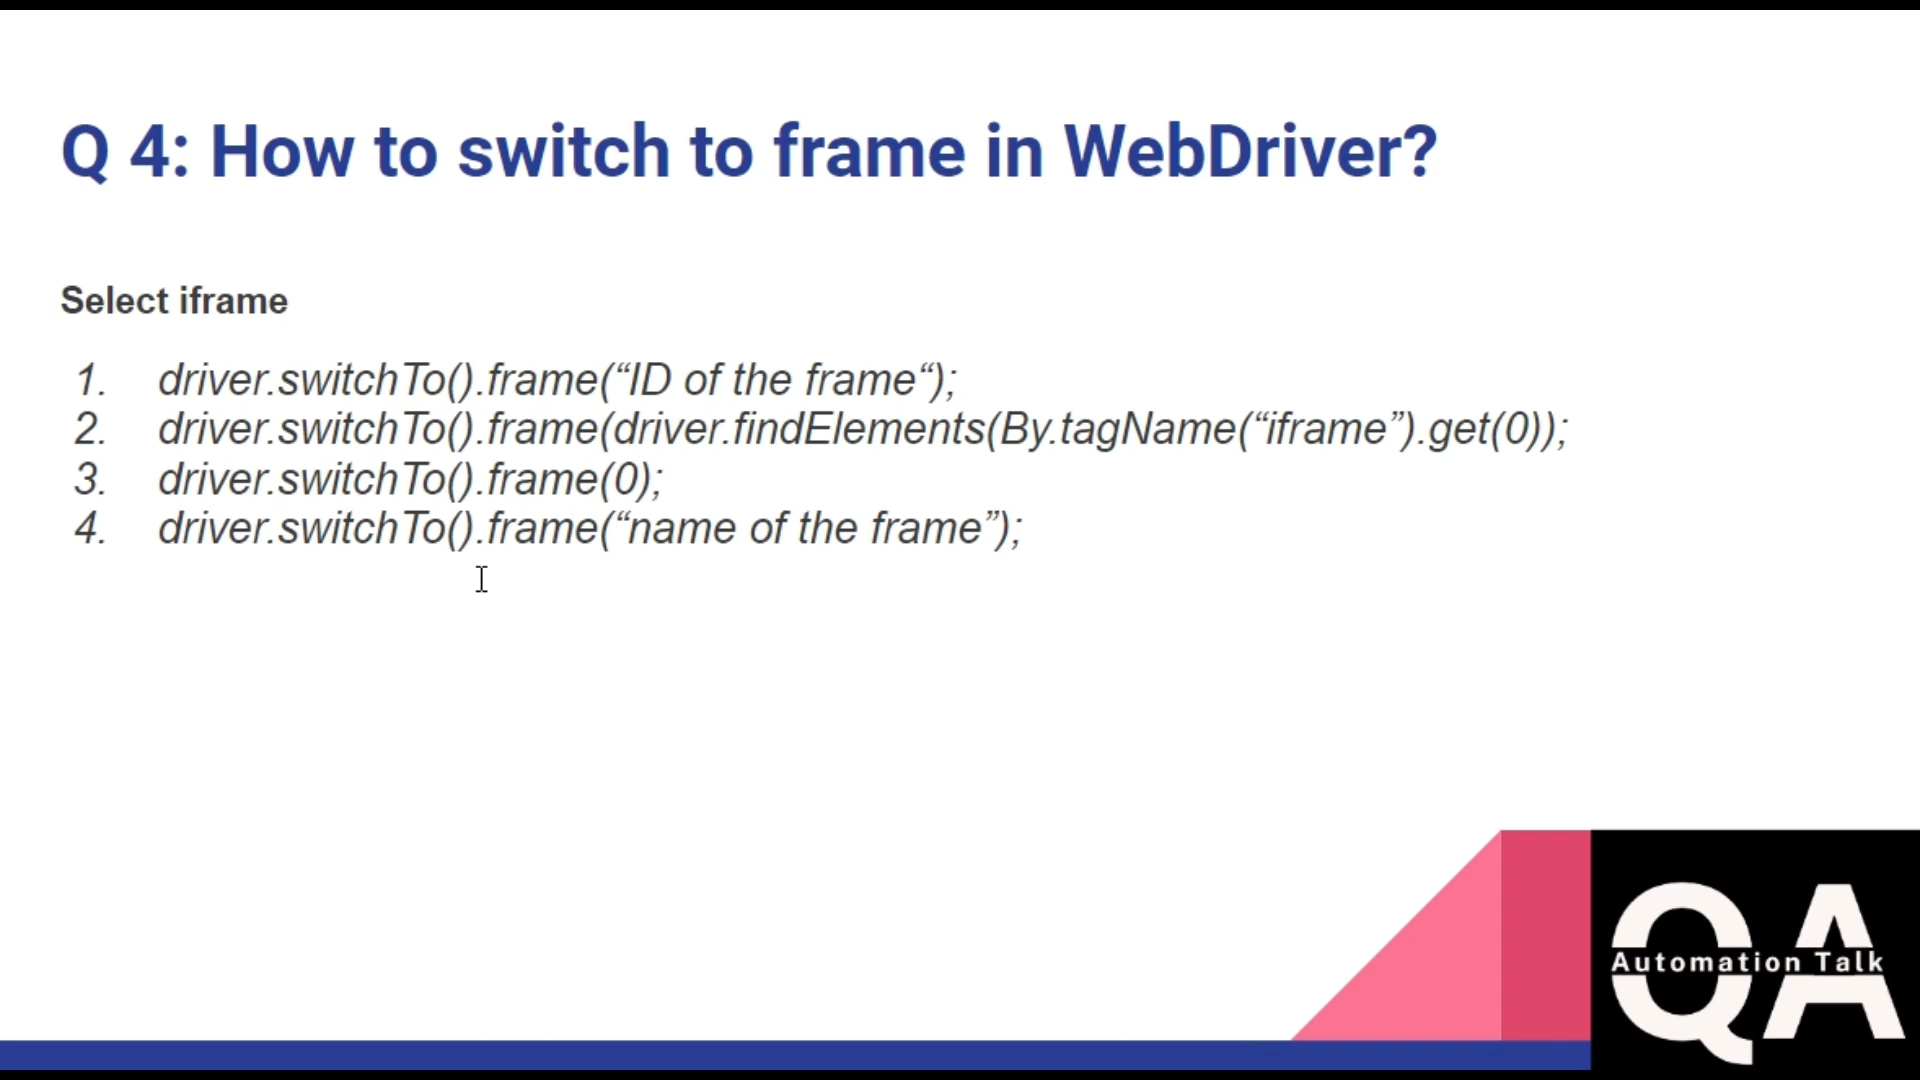 Q 4: How to switch to frame in WebDriver?
Select iframe
1. driver.switchTo().frame(“ID of the frame“);
2. driver.switchTo().frame(driver.findElements(By.tagName(“iframe”).get(0));
3. driver.switchTo().frame(0);
4. driver.switchTo().frame(“name of the frame”);
QA
Automation Talk